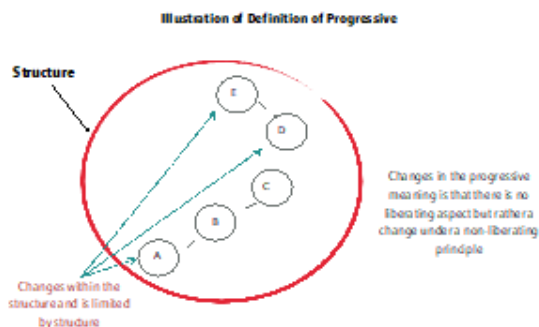 Illustration of Definition of Progressive
Structure
E
D
C
B
A
Changes in the progressive
meaning is that there is no
liberating aspect but rather a
change under a non-liberating
principle
Changes within the
structure and is limited
by structure